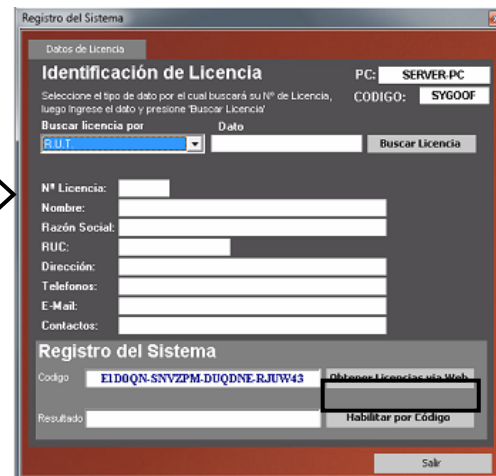 Registro del Sistema
Datos de Licencia
Identificación de Licencia
PC: SERVER-PC
Seleccione el tipo de dato por el cual buscará su Nº de Licencia,
luego Ingrese el dato y presione 'Buscar Licencia'
CODIGO: SYGOOF
Buscar licencia por Dato
R.U.T. Buscar Licencia
Nº Licencia:
Nombre:
Razón Social:
RUC:
Dirección:
Telefonos:
E-Mail:
Contactos:
Registro del Sistema
Codigo E1D0QN-SNVZPM-DUQDNE-RJUW43 Obtener Licencias via Web
Resultado Habilitar por Código
Salir